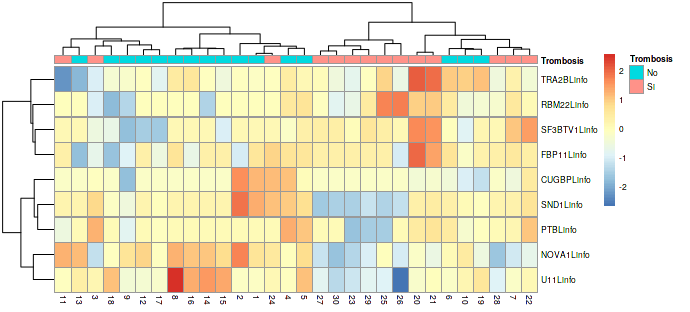 Trombosis
Trombosis
No
SI
2
1
0
-1
-2
TRA2BLinfo
RBM22Linfo
SF3BTV1Linfo
FBP11Linfo
CUGBPLinfo
SND1Linfo
PTBLinfo
NOVA1Linfo
U11Linfo
11 13 3 18 9 12 17 8 16 14 15 2 1 24 4 5 27 30 23 29 25 26 20 21 6 10 19 28 7 22